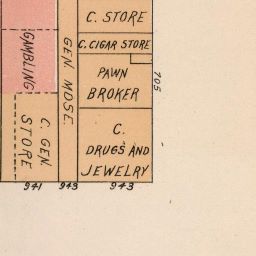 C. STORE
C. CIGAR STORE
PAWN
BROKER
705
GAMBLING
GEN. MDSE.
C. GEN.
STORE
C.
DRUGS AND
JEWELRY
941
943
943